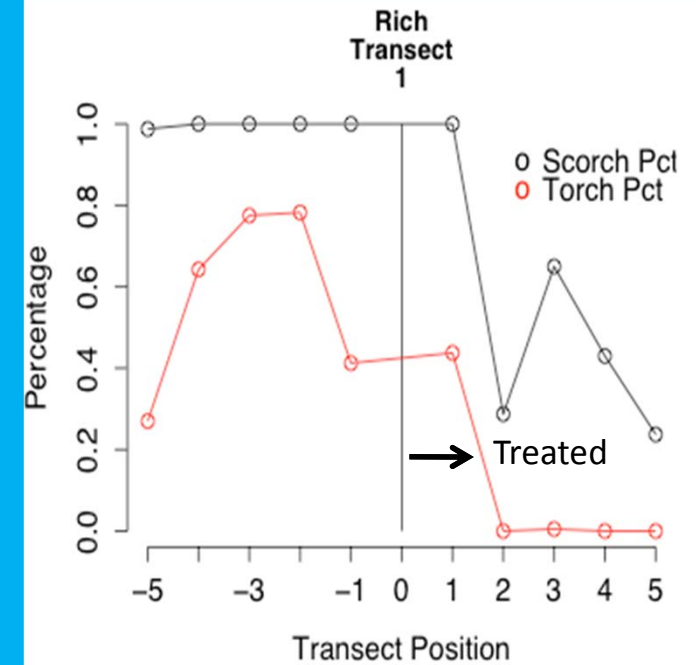 Rich
Transect
1
Percentage
1.0
0.8
0.6
0.4
0.2
0.0
Scorch Pct
Torch Pct
Treated
−5 −3 −1 0 1 2 3 4 5
Transect Position